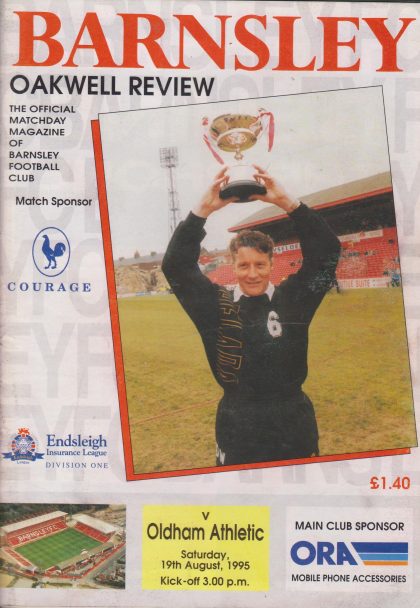 BARNSLEY
OAKWELL REVIEW
THE OFFICIAL
MATCHDAY
MAGAZINE
OF
BARNSLEY
FOOTBALL
CLUB
Match Sponsor
COURAGE
6
Endsleigh
Insurance League
DIVISION ONE
£1.40
v
Oldham Athletic
Saturday,
19th August, 1995
Kick-off 3.00 p.m.
MAIN CLUB SPONSOR
ORA
MOBILE PHONE ACCESSORIES
BARNSLEY F.C.